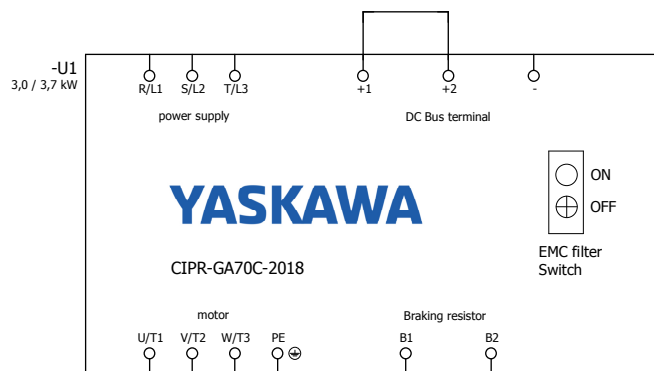 -U1
3,0 / 3,7 kW
R/L1 S/L2 T/L3 +1 +2 -
power supply DC Bus terminal
ON
YASKAWA
OFF
EMC filter
Switch
CIPR-GA70C-2018
motor Braking resistor
U/T1 V/T2 W/T3 PE B1 B2